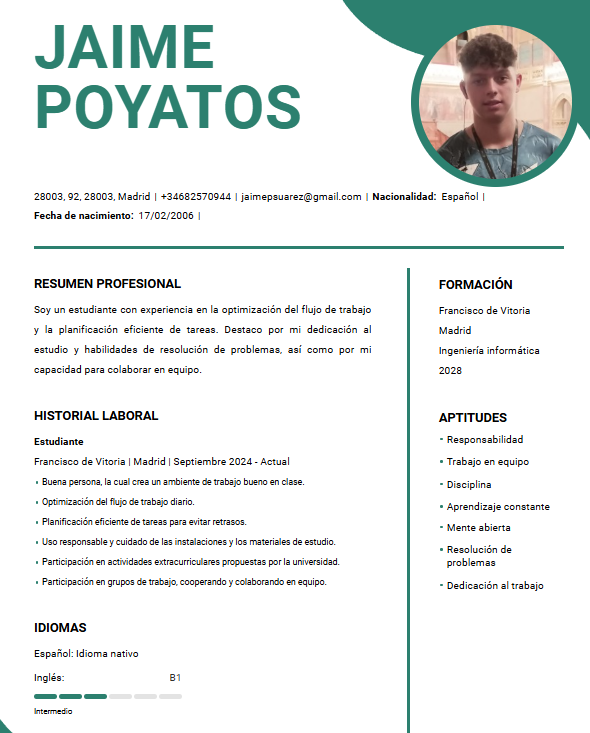 JAIME
POYATOS
28003, 92, 28003, Madrid | +34682570944 | jaimepsuarez@gmail.com | Nacionalidad: Español |
Fecha de nacimiento: 17/02/2006 |
RESUMEN PROFESIONAL
Soy un estudiante con experiencia en la optimización del flujo de trabajo
y la planificación eficiente de tareas. Destaco por mi dedicación al
estudio y habilidades de resolución de problemas, así como por mi
capacidad para colaborar en equipo.
HISTORIAL LABORAL
Estudiante
Francisco de Vitoria | Madrid | Septiembre 2024 - Actual
• Buena persona, la cual crea un ambiente de trabajo bueno en clase.
• Optimización del flujo de trabajo diario.
• Planificación eficiente de tareas para evitar retrasos.
• Uso responsable y cuidado de las instalaciones y los materiales de estudio.
• Participación en actividades extracurriculares propuestas por la universidad.
• Participación en grupos de trabajo, cooperando y colaborando en equipo.
IDIOMAS
Español: Idioma nativo
Inglés: B1
Intermedio
FORMACIÓN
Francisco de Vitoria
Madrid
Ingeniería informática
2028
APTITUDES
• Responsabilidad
• Trabajo en equipo
• Disciplina
• Aprendizaje constante
• Mente abierta
• Resolución de
problemas
• Dedicación al trabajo